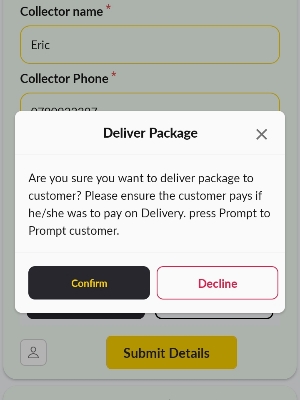 Collector name *
Eric
Collector Phone *
Deliver Package
Are you sure you want to deliver package to
customer? Please ensure the customer pays if
he/she was to pay on Delivery. press Prompt to
Prompt customer.
Confirm
Decline
Submit Details